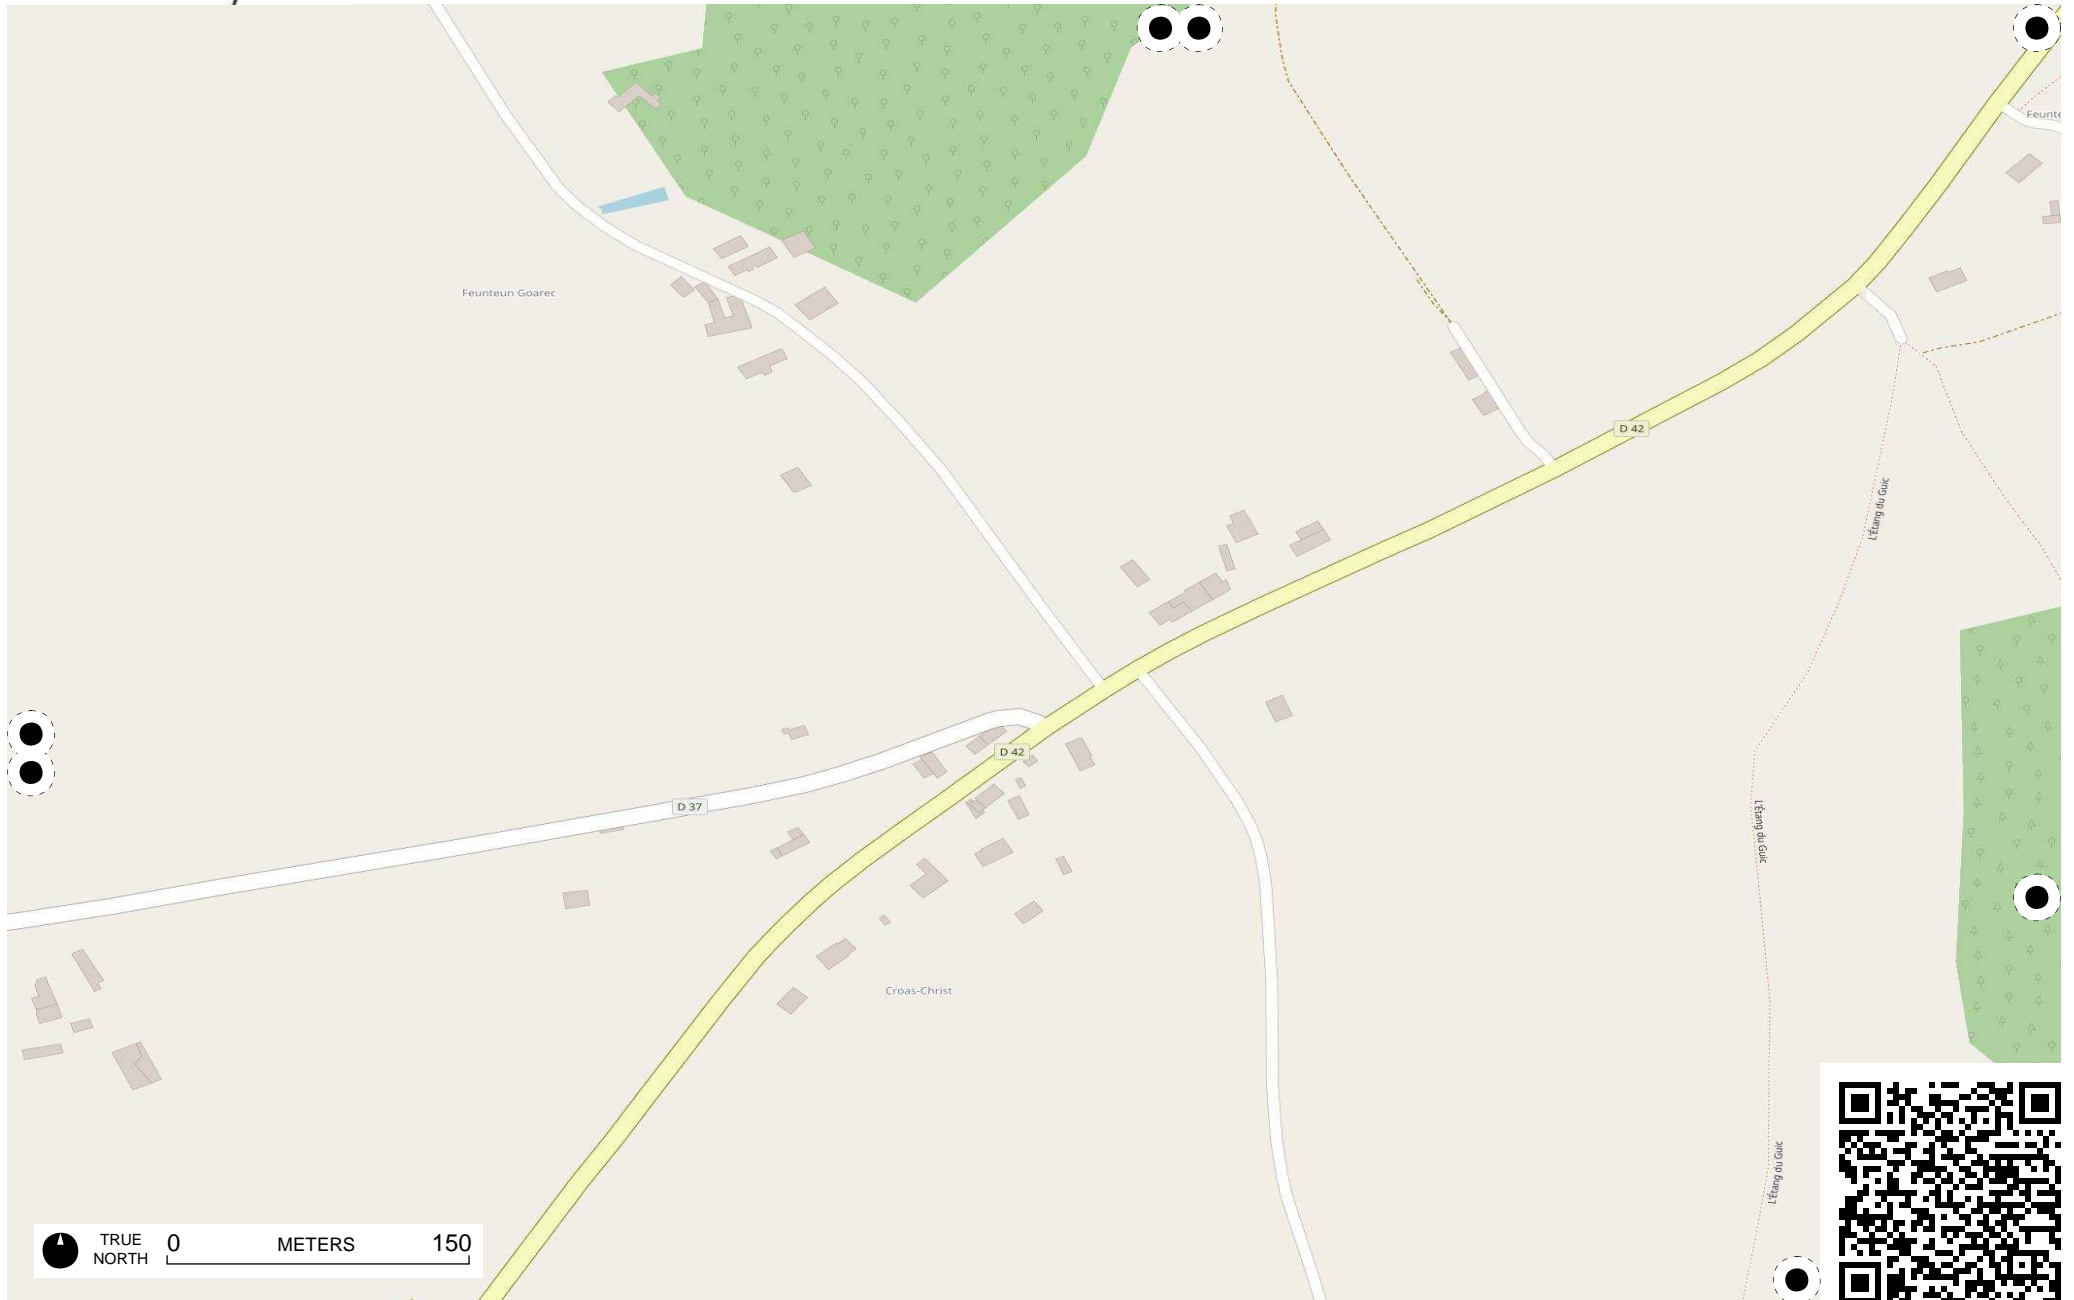 Feunte
Feunteun Goarec
D 42
L'Étang du Guic
D 42
D 37
L'Étang du Guic
Croas-Christ
L'Étang du Guic
TRUE NORTH
0 METERS 150